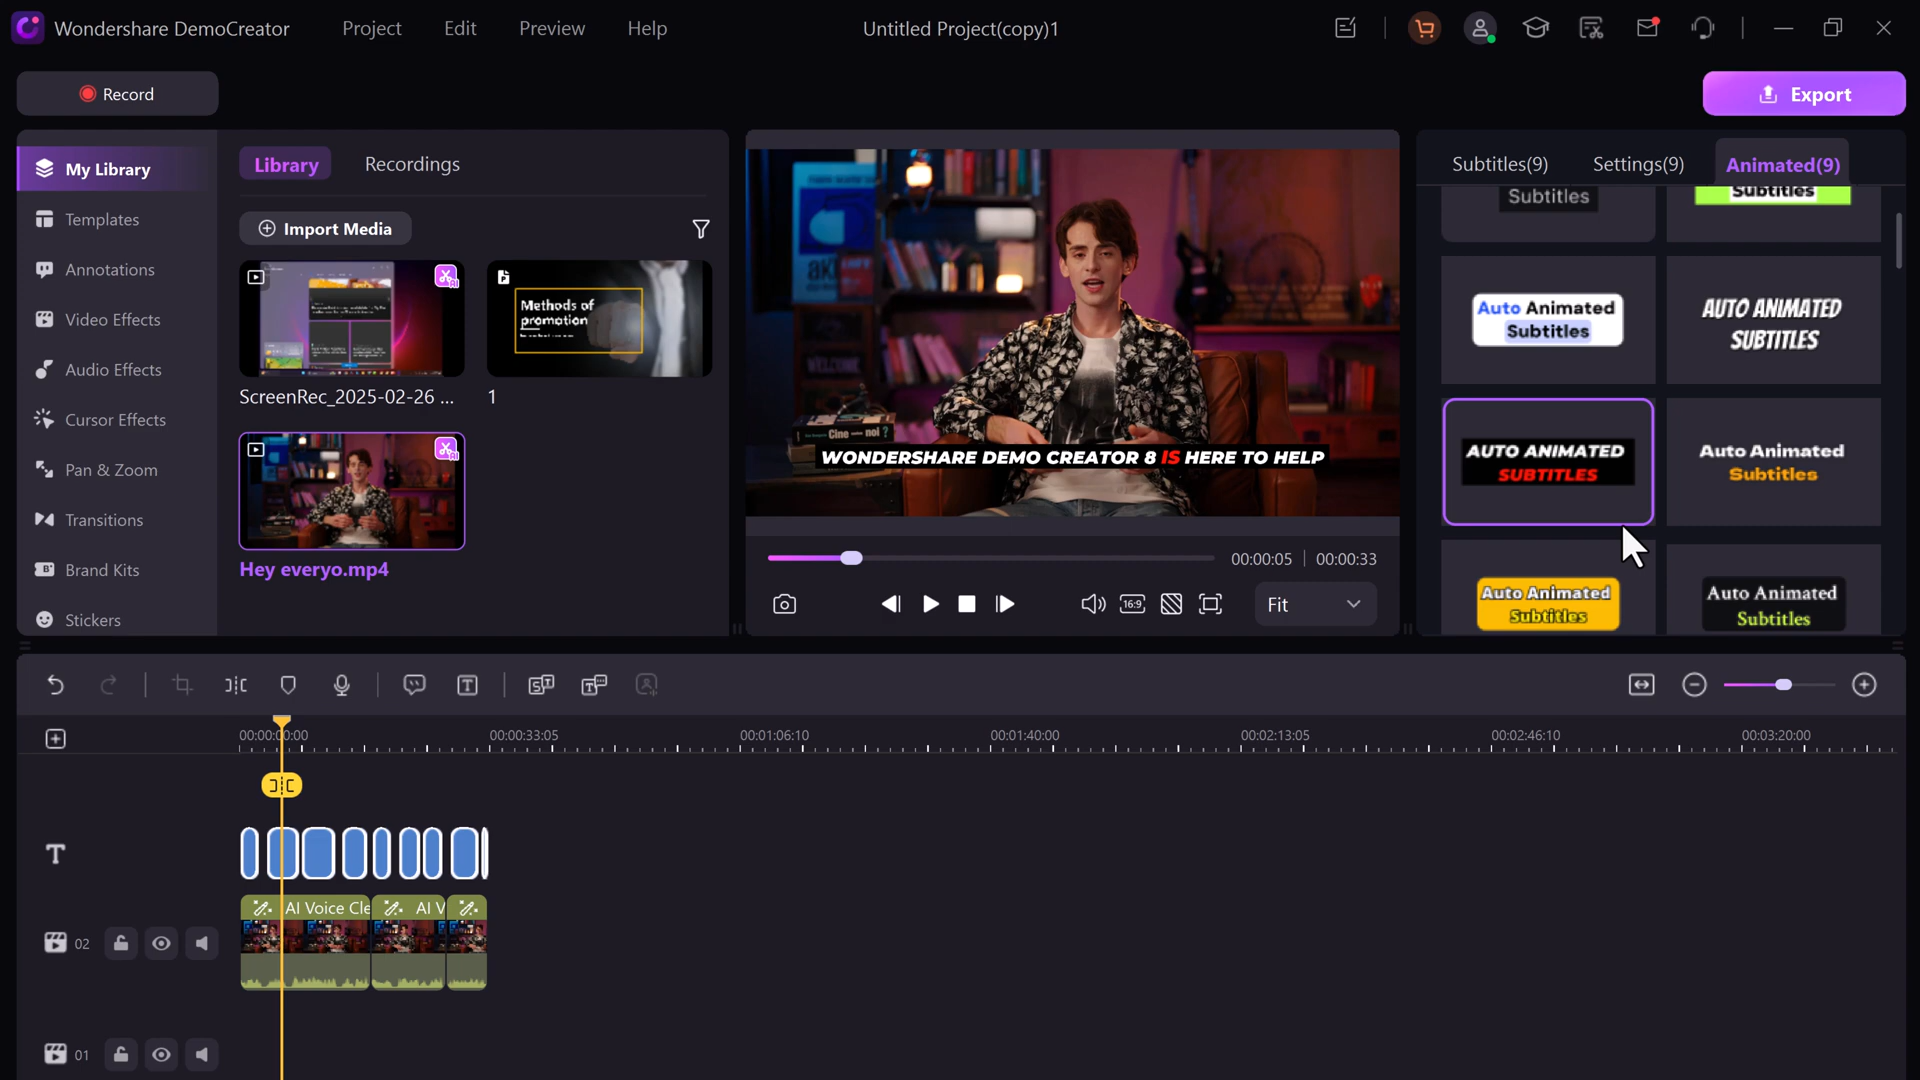 Wondershare DemoCreator
Project
Edit
Preview
Help
Untitled Project(copy)1
Record
Export
My Library
Templates
Annotations
Video Effects
Audio Effects
Cursor Effects
Pan & Zoom
Transitions
Brand Kits
Stickers
Library
Recordings
Import Media
Methods of
promotion
ScreenRec_2025-02-26 ...
1
Hey everyo.mp4
WELCOME
Cine — noi ?
WONDERSHARE DEMO CREATOR 8 IS HERE TO HELP
00:00:05
00:00:33
16:9
Fit
Subtitles(9)
Settings(9)
Animated(9)
Subtitles
Subtitles
Auto Animated
Subtitles
AUTO ANIMATED
SUBTITLES
AUTO ANIMATED
SUBTITLES
Auto Animated
Subtitles
Auto Animated
Subtitles
Auto Animated
Subtitles
00:00:00:00
00:00:33:05
00:01:06:10
00:01:40:00
00:02:13:05
00:02:46:10
00:03:20:00
T
AI Voice Cle
AI V
02
01